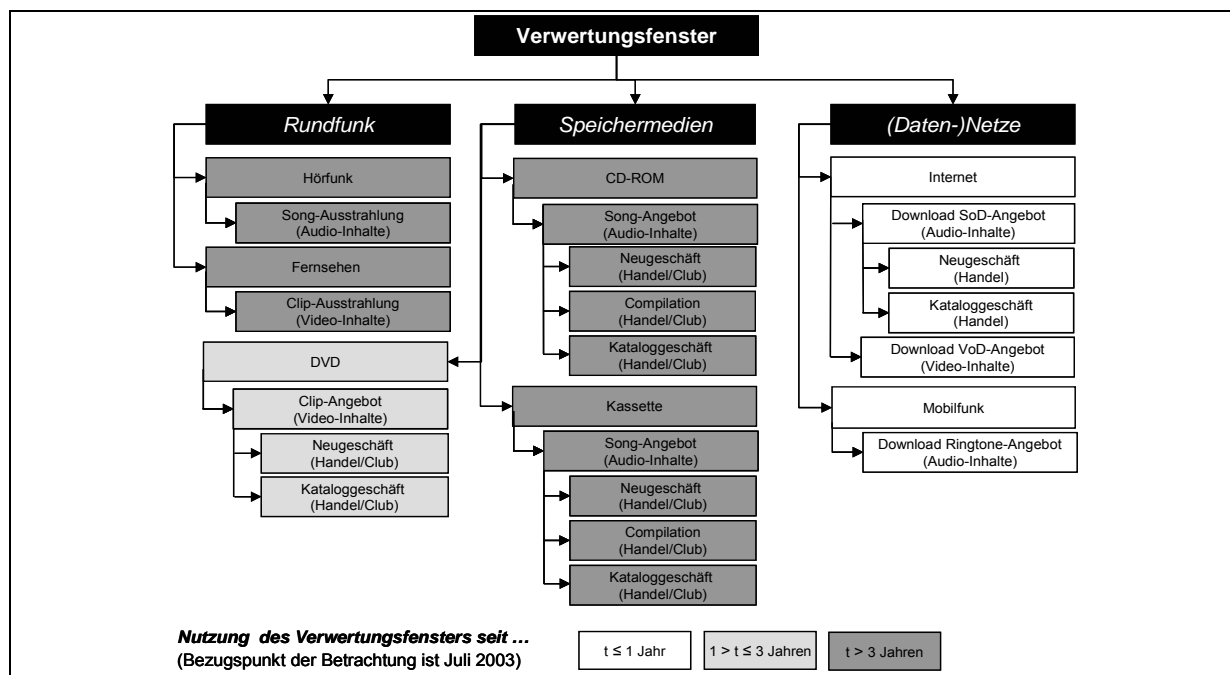 Verwertungsfenster
Rundfunk
Hörfunk
Song-Ausstrahlung
(Audio-Inhalte)
Fernsehen
Clip-Ausstrahlung
(Video-Inhalte)
DVD
Clip-Angebot
(Video-Inhalte)
Neugeschäft
(Handel/Club)
Kataloggeschäft
(Handel/Club)
Speichermedien
CD-ROM
Song-Angebot
(Audio-Inhalte)
Neugeschäft
(Handel/Club)
Compilation
(Handel/Club)
Kataloggeschäft
(Handel/Club)
Kassette
Song-Angebot
(Audio-Inhalte)
Neugeschäft
(Handel/Club)
Compilation
(Handel/Club)
Kataloggeschäft
(Handel/Club)
(Daten-)Netze
Internet
Download SoD-Angebot
(Audio-Inhalte)
Neugeschäft
(Handel)
Kataloggeschäft
(Handel)
Download VoD-Angebot
(Video-Inhalte)
Mobilfunk
Download Ringtone-Angebot
(Audio-Inhalte)
Nutzung des Verwertungsfensters seit ...
(Bezugspunkt der Betrachtung ist Juli 2003)
t ≤ 1 Jahr
1 > t ≤ 3 Jahren
t > 3 Jahren